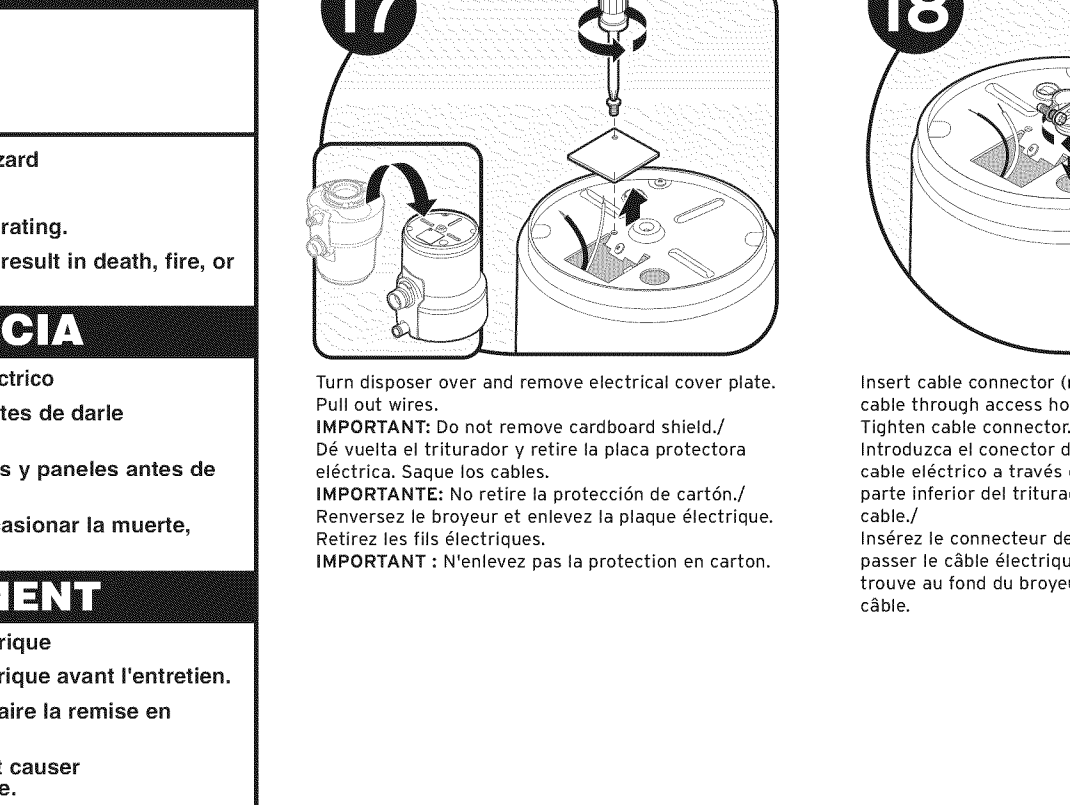 zard
rating.
result in death, fire, or
CIA
ctrico
tes de darle
s y paneles antes de
casionar la muerte,
MENT
rique
rique avant l'entretien.
aire la remise en
t causer
e.
17
Turn disposer over and remove electrical cover plate.
Pull out wires.
IMPORTANT: Do not remove cardboard shield./
Dé vuelta el triturador y retire la placa protectora
eléctrica. Saque los cables.
IMPORTANTE: No retire la protección de cartón./
Renversez le broyeur et enlevez la plaque électrique.
Retirez les fils électriques.
IMPORTANT : N'enlevez pas la protection en carton.
18
Insert cable connector (
cable through access ho
Tighten cable connector.
Introduzca el conector d
cable eléctrico a través
parte inferior del tritura
cable./
Insérez le connecteur de
passer le câble électriqu
trouve au fond du broye
câble.